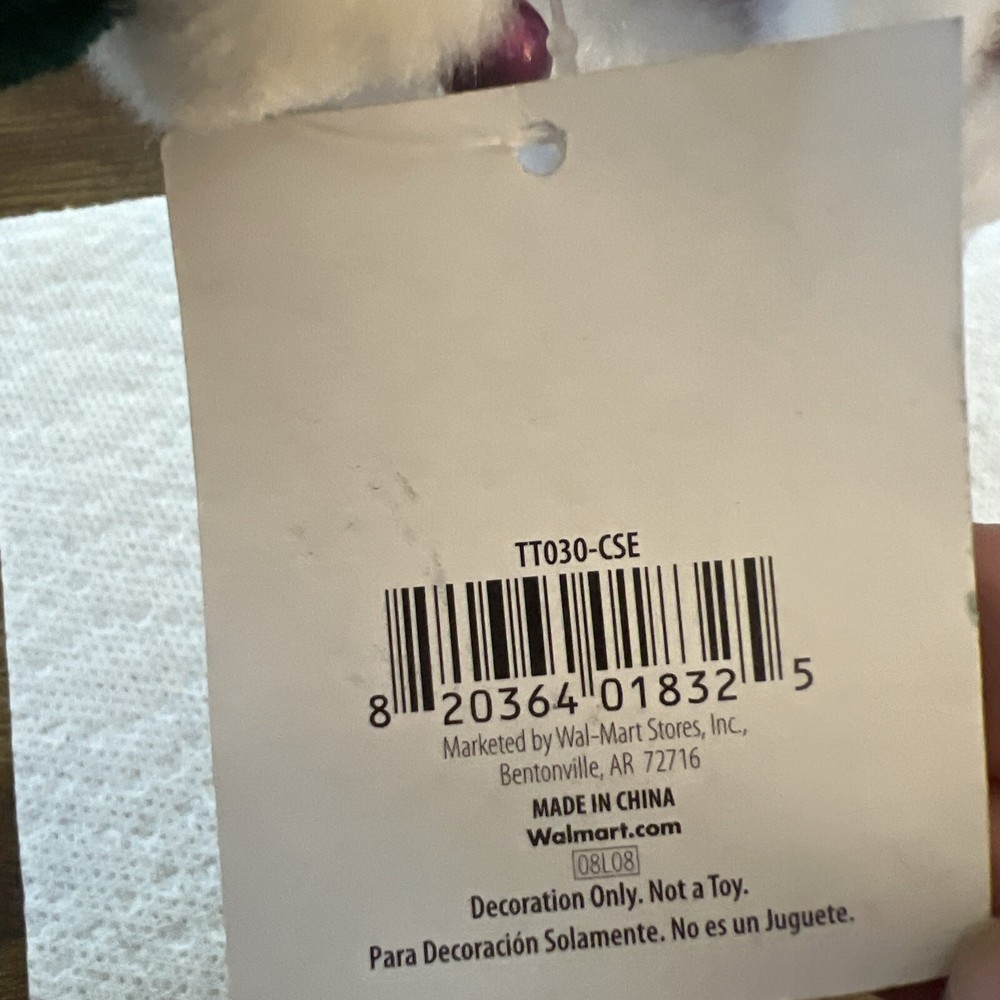 TT030-CSE
8 20364 01832 5
Marketed by Wal-Mart Stores, Inc.,
Bentonville, AR 72716
MADE IN CHINA
Walmart.com
08L08
Decoration Only. Not a Toy.
Para Decoración Solamente. No es un Juguete.